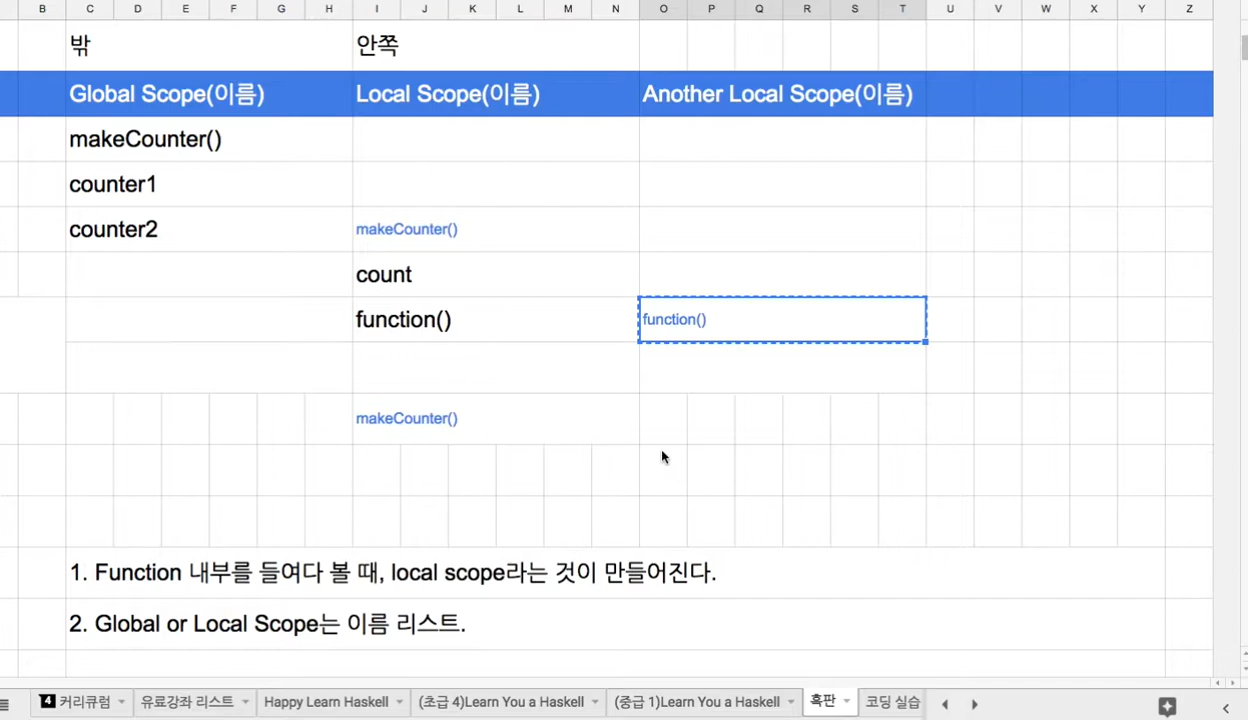 B C D E F G H I J K L M N O P Q R S T U V W X Y Z
밖 안쪽
Global Scope(이름) Local Scope(이름) Another Local Scope(이름)
makeCounter()
counter1
counter2 makeCounter()
count
function() function()
makeCounter()
1. Function 내부를 들여다 볼 때, local scope라는 것이 만들어진다.
2. Global or Local Scope는 이름 리스트.
4 커리큘럼 유료강좌 리스트 Happy Learn Haskell (초급 4)Learn You a Haskell (중급 1)Learn You a Haskell 흑판 코딩 실습